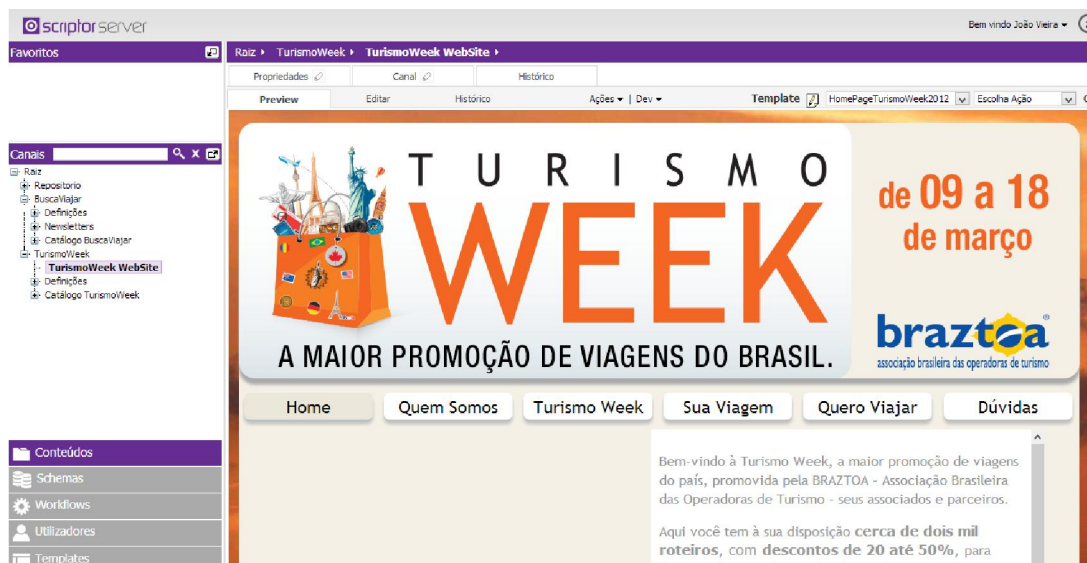 scriptorserver
Bem vindo João Vieira
Favoritos
Raiz TurismoWeek TurismoWeek WebSite
Propriedades Canal Histórico
Preview Editar Histórico Ações | Dev Template HomePageTurismoWeek2012 Escolha Ação
Canais
Raiz
Repositorio
BuscaViajar
Definições
Newsletters
Catálogo BuscaViajar
TurismoWeek
TurismoWeek WebSite
Definições
Catálogo TurismoWeek
Conteúdos
Schemas
Workflows
Utilizadores
Templates
TURISMO
WEEK
A MAIOR PROMOÇÃO DE VIAGENS DO BRASIL.
de 09 a 18
de março
braztoa
associação brasileira das operadoras de turismo
Home Quem Somos Turismo Week Sua Viagem Quero Viajar Dúvidas
Bem-vindo à Turismo Week, a maior promoção de viagens
do país, promovida pela BRAZTOA - Associação Brasileira
das Operadoras de Turismo - seus associados e parceiros.
Aqui você tem à sua disposição cerca de dois mil
roteiros, com descontos de 20 até 50%, para